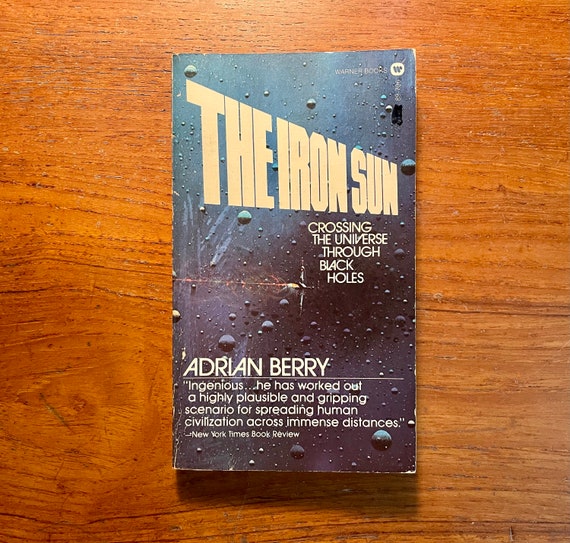 WARNER BOOKS
THE IRON SUN
CROSSING
THE UNIVERSE
THROUGH
BLACK
HOLES
ADRIAN BERRY
"Ingenious...he has worked out
a highly plausible and gripping
scenario for spreading human
civilization across immense distances."
—New York Times Book Review